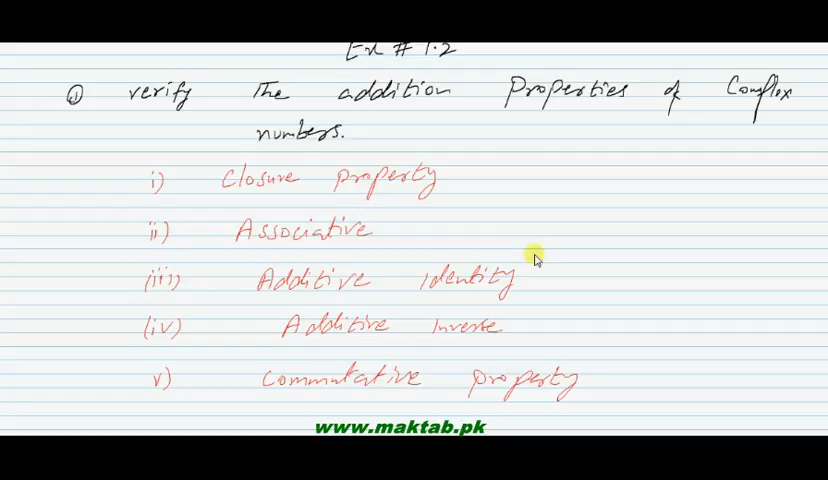 Ex # 1.2
① verify The addition Properties of Complex
numbers.
i) Closure property
ii) Associative
(iii) Additive Identity
(iv) Additive Inverse
v) Commutative property
www.maktab.pk